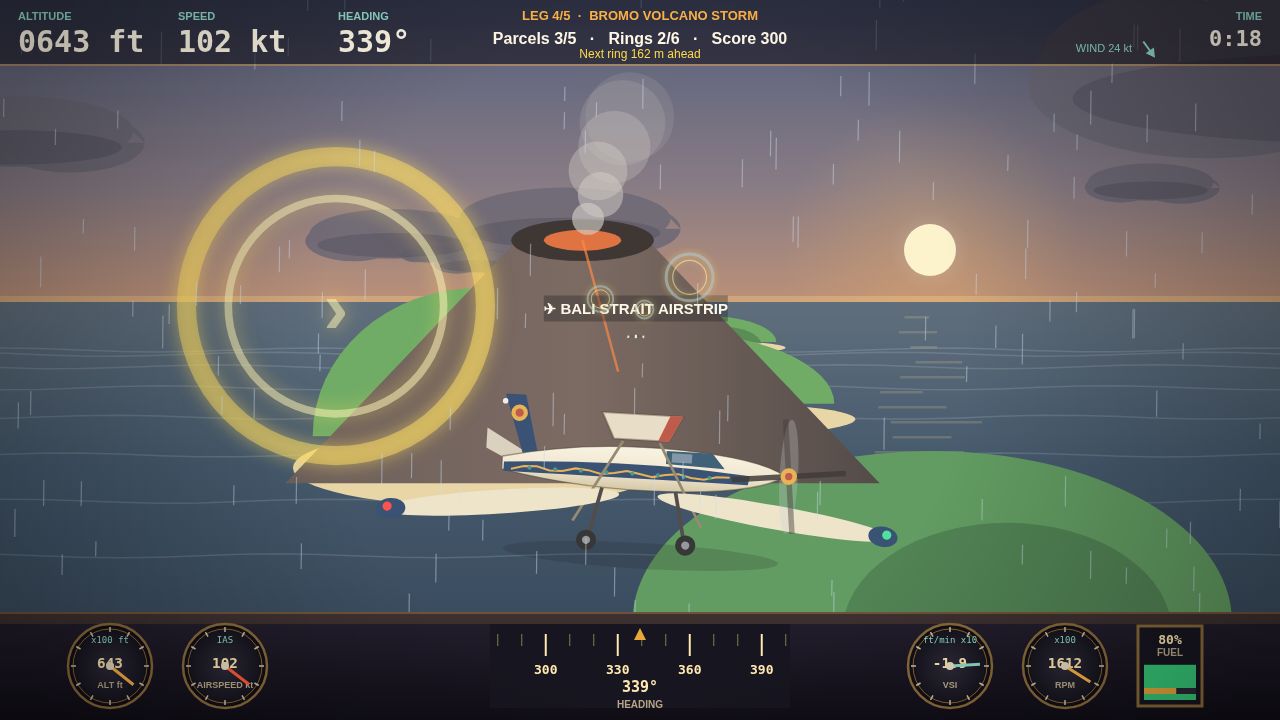 ALTITUDE
0643 ft
SPEED
102 kt
HEADING
339°
LEG 4/5 · BROMO VOLCANO STORM
Parcels 3/5 · Rings 2/6 · Score 300
Next ring 162 m ahead
WIND 24 kt
TIME
0:18
✈ BALI STRAIT AIRSTRIP
...
x100 ft
643
ALT ft
IAS
102
AIRSPEED kt
300 330 360 390
339°
HEADING
ft/min x10
-1.9
VSI
x100
1612
RPM
80%
FUEL